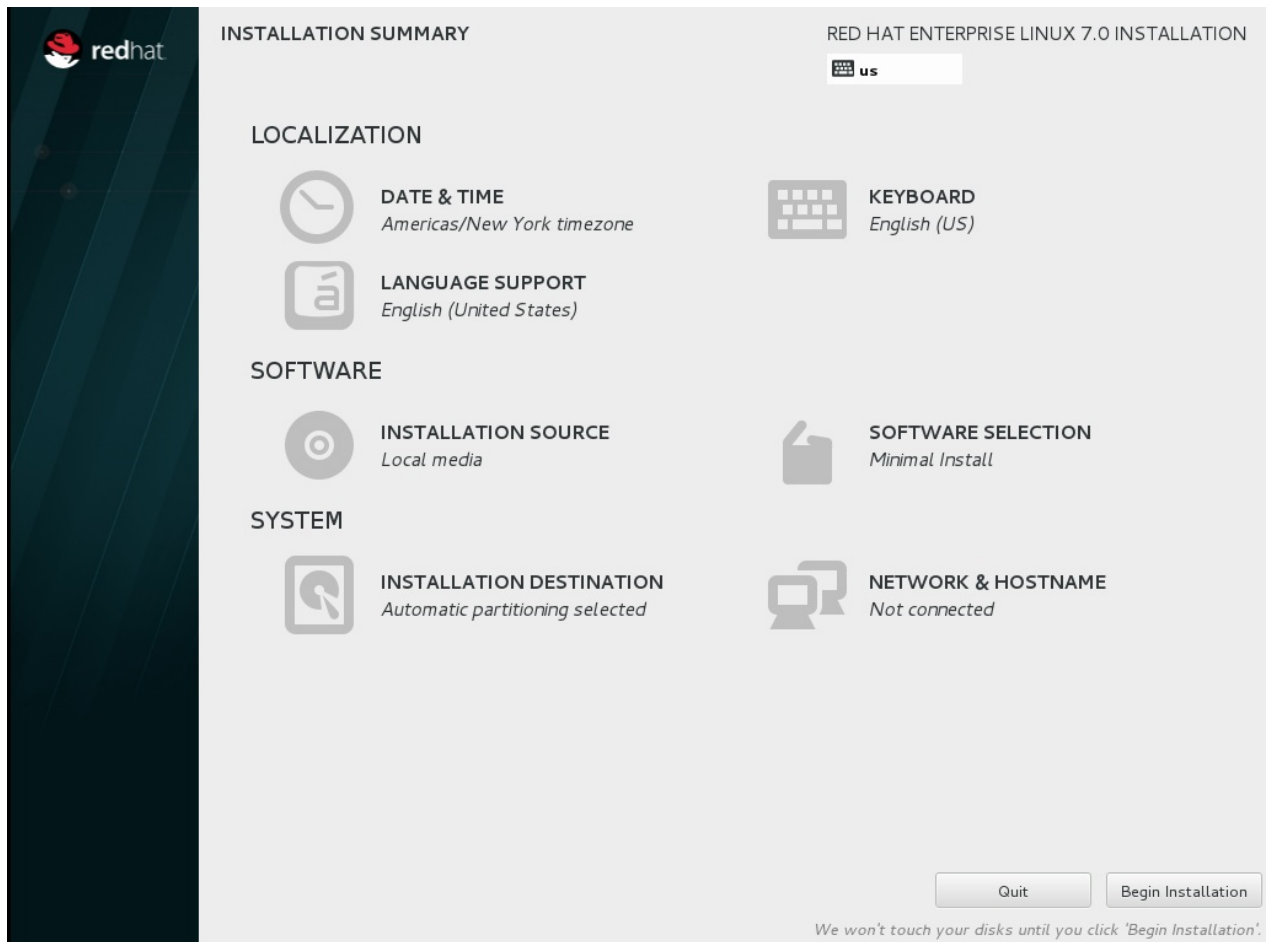 redhat
INSTALLATION SUMMARY
RED HAT ENTERPRISE LINUX 7.0 INSTALLATION
us
LOCALIZATION
DATE & TIME
Americas/New York timezone
KEYBOARD
English (US)
á
LANGUAGE SUPPORT
English (United States)
SOFTWARE
INSTALLATION SOURCE
Local media
SOFTWARE SELECTION
Minimal Install
SYSTEM
INSTALLATION DESTINATION
Automatic partitioning selected
NETWORK & HOSTNAME
Not connected
Quit
Begin Installation
We won't touch your disks until you click 'Begin Installation'.